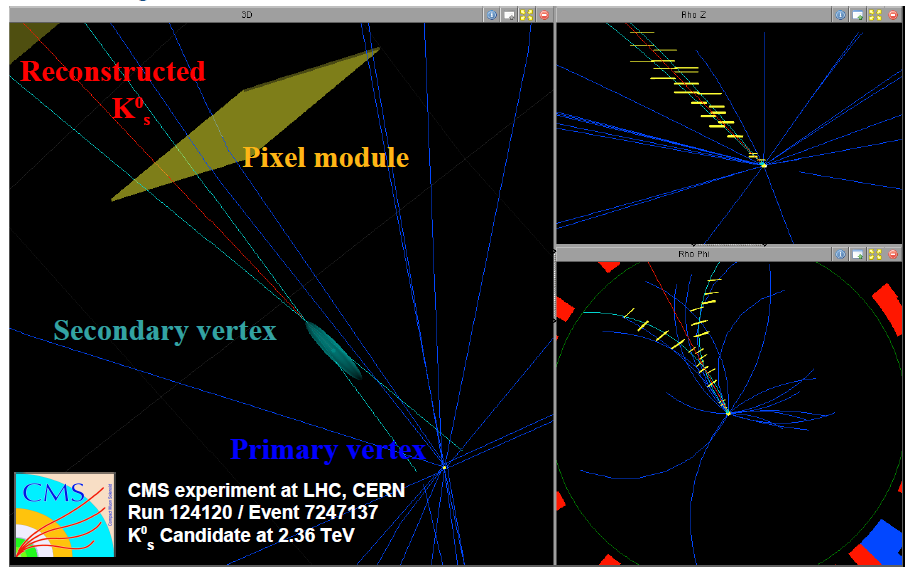 3D
Reconstructed
K⁰s
Pixel module
Secondary vertex
Primary vertex
CMS
CMS experiment at LHC, CERN
Run 124120 / Event 7247137
K⁰s Candidate at 2.36 TeV
Rho Z
Rho Phi